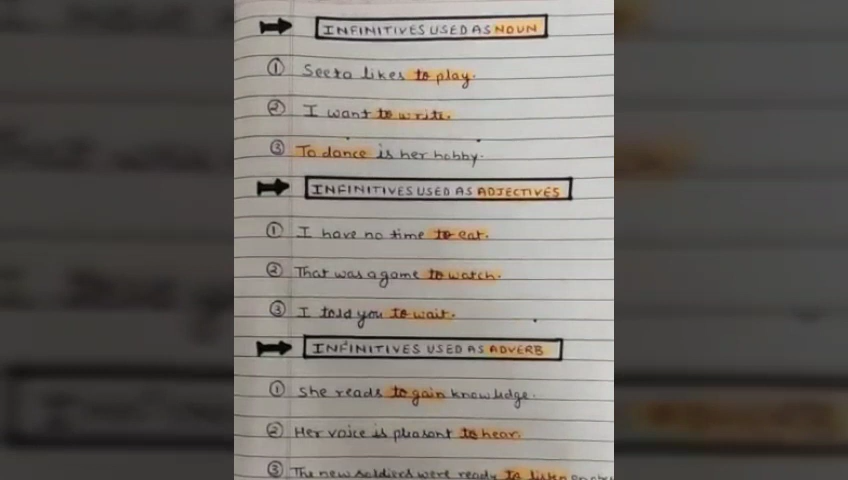 INFINITIVES USED AS NOUN
① Seeta likes to play.
② I want to write.
③ To dance is her hobby.
INFINITIVES USED AS ADJECTIVES
① I have no time to eat.
② That was a game to watch.
③ I told you to wait.
INFINITIVES USED AS ADVERB
① She reads to gain knowledge.
② Her voice is pleasant to hear.
③ The new soldiers were ready to listen